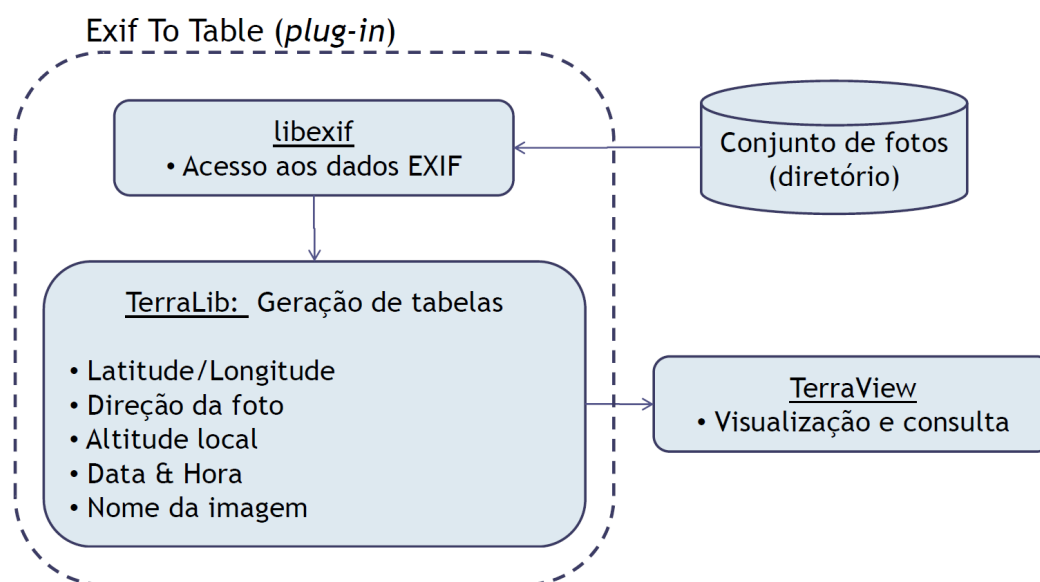 Exif To Table (plug-in)
libexif
• Acesso aos dados EXIF
Conjunto de fotos
(diretório)
TerraLib:  Geração de tabelas
• Latitude/Longitude
• Direção da foto
• Altitude local
• Data & Hora
• Nome da imagem
TerraView
• Visualização e consulta